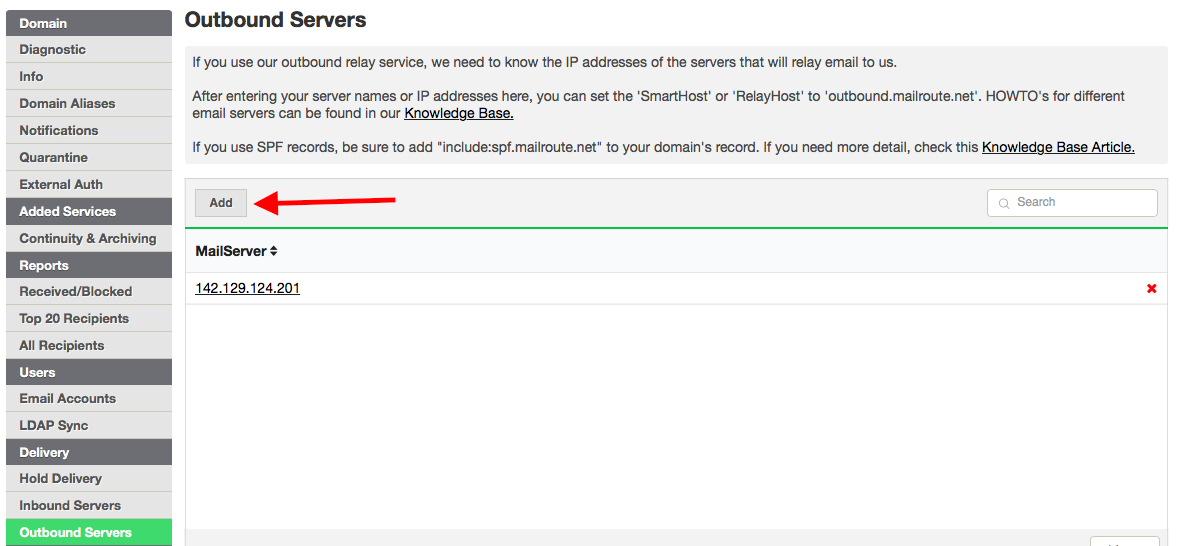 Domain
Diagnostic
Info
Domain Aliases
Notifications
Quarantine
External Auth
Added Services
Continuity & Archiving
Reports
Received/Blocked
Top 20 Recipients
All Recipients
Users
Email Accounts
LDAP Sync
Delivery
Hold Delivery
Inbound Servers
Outbound Servers
Outbound Servers
If you use our outbound relay service, we need to know the IP addresses of the servers that will relay email to us.
After entering your server names or IP addresses here, you can set the 'SmartHost' or 'RelayHost' to 'outbound.mailroute.net'. HOWTO's for different
email servers can be found in our Knowledge Base.
If you use SPF records, be sure to add "include:spf.mailroute.net" to your domain's record. If you need more detail, check this Knowledge Base Article.
Add
Search
MailServer
142.129.124.201